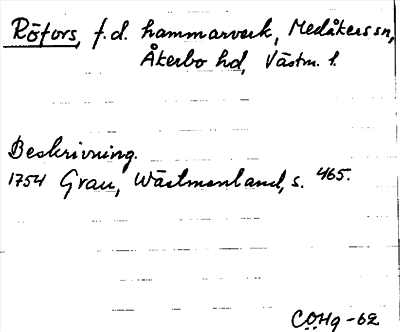 Röfors, f.d. hammarverk, Medåkers sn,
Åkerbo hd, Västm. l.
Beskrivning.
1754 Grau, Wästmanland, s. 465.
CÖHg -62